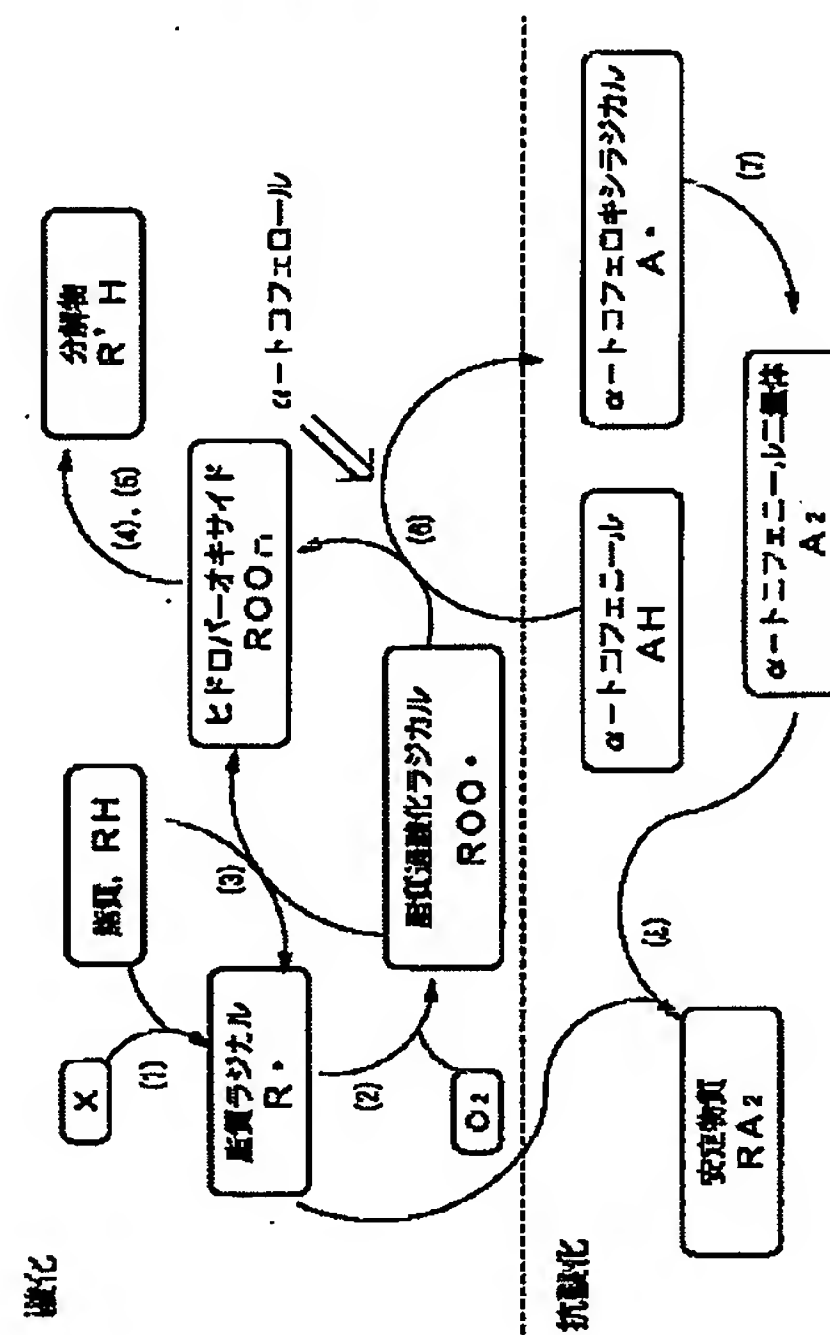 酸化
X
脂質, RH
分解物
R'H
(1)
(3)
(4), (5)
脂質ラジカル
R・
ヒドロパーオキサイド
α－トコフェロール
(2)
O₂
脂質過酸化ラジカル
ROO・
(6)
抗酸化
安定物質
RA₂
α－トコフェニール
AH
α－トコフェロキシラジカル
A・
(7)
α－トニフェニール二量体
A₂